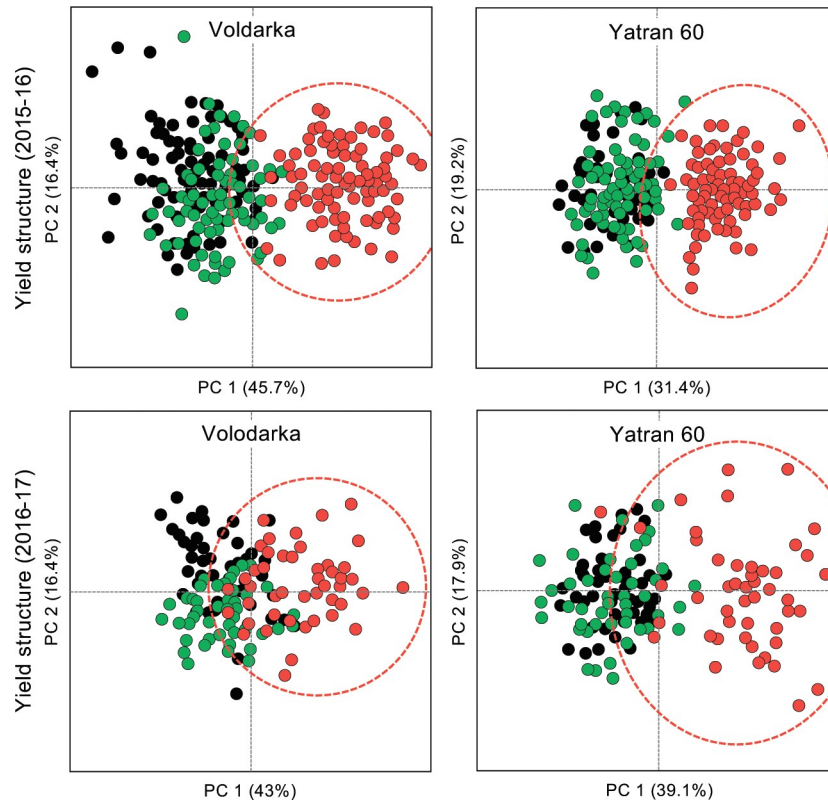 Voldarka
Yatran 60
Yield structure (2015-16)
PC 2 (16.4%)
PC 2 (19.2%)
PC 1 (45.7%)
PC 1 (31.4%)
Volodarka
Yatran 60
Yield structure (2016-17)
PC 2 (16.4%)
PC 2 (17.9%)
PC 1 (43%)
PC 1 (39.1%)